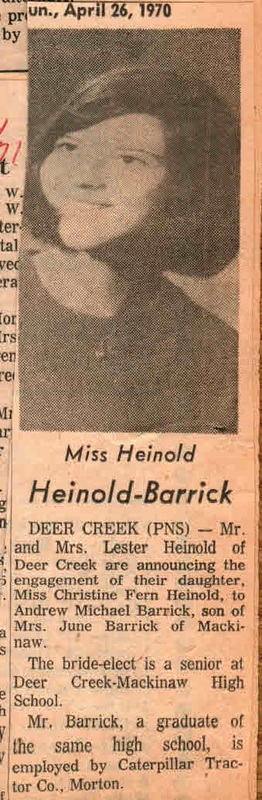 un., April 26, 1970
Miss Heinold
Heinold-Barrick
DEER CREEK (PNS) — Mr.
and Mrs. Lester Heinold of
Deer Creek are announcing the
engagement of their daughter,
Miss Christine Fern Heinold, to
Andrew Michael Barrick, son of
Mrs. June Barrick of Macki-
naw.
The bride-elect is a senior at
Deer Creek-Mackinaw High
School.
Mr. Barrick, a graduate of
the same high school, is
employed by Caterpillar Trac-
tor Co., Morton.